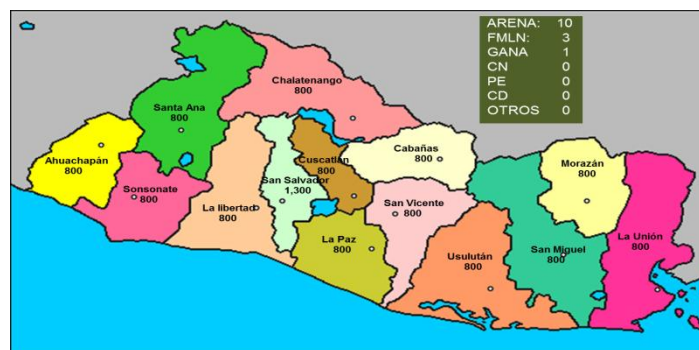 ARENA: 10
FMLN: 3
GANA 1
CN 0
PE 0
CD 0
OTROS 0
Chalatenango
800
Santa Ana
800
Ahuachapán
800
Sonsonate
800
La libertad
800
San Salvador
1,300
Cuscatlán
800
Cabañas
800
Morazán
800
San Vicente
800
La Paz
800
Usulután
800
San Miguel
800
La Unión
800